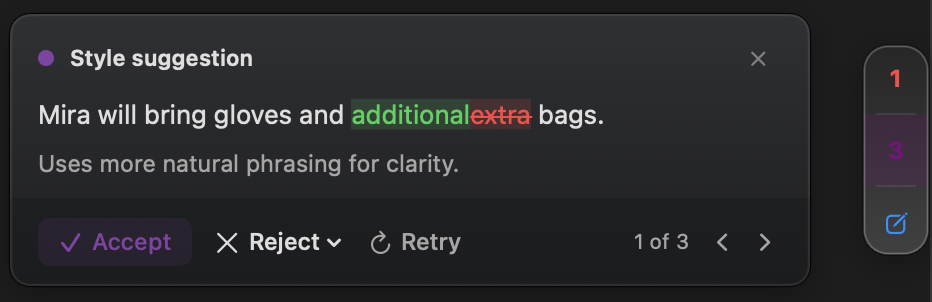 Style suggestion
Mira will bring gloves and additionalextra bags.
Uses more natural phrasing for clarity.
Accept Reject Retry 1 of 3
1
3